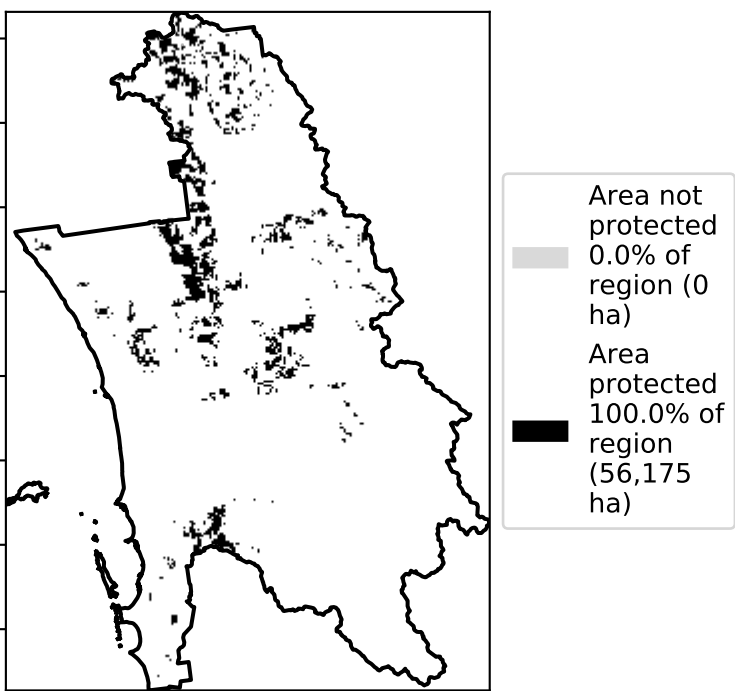 Area not
protected
0.0% of
region (0
ha)
Area
protected
100.0% of
region
(56,175
ha)